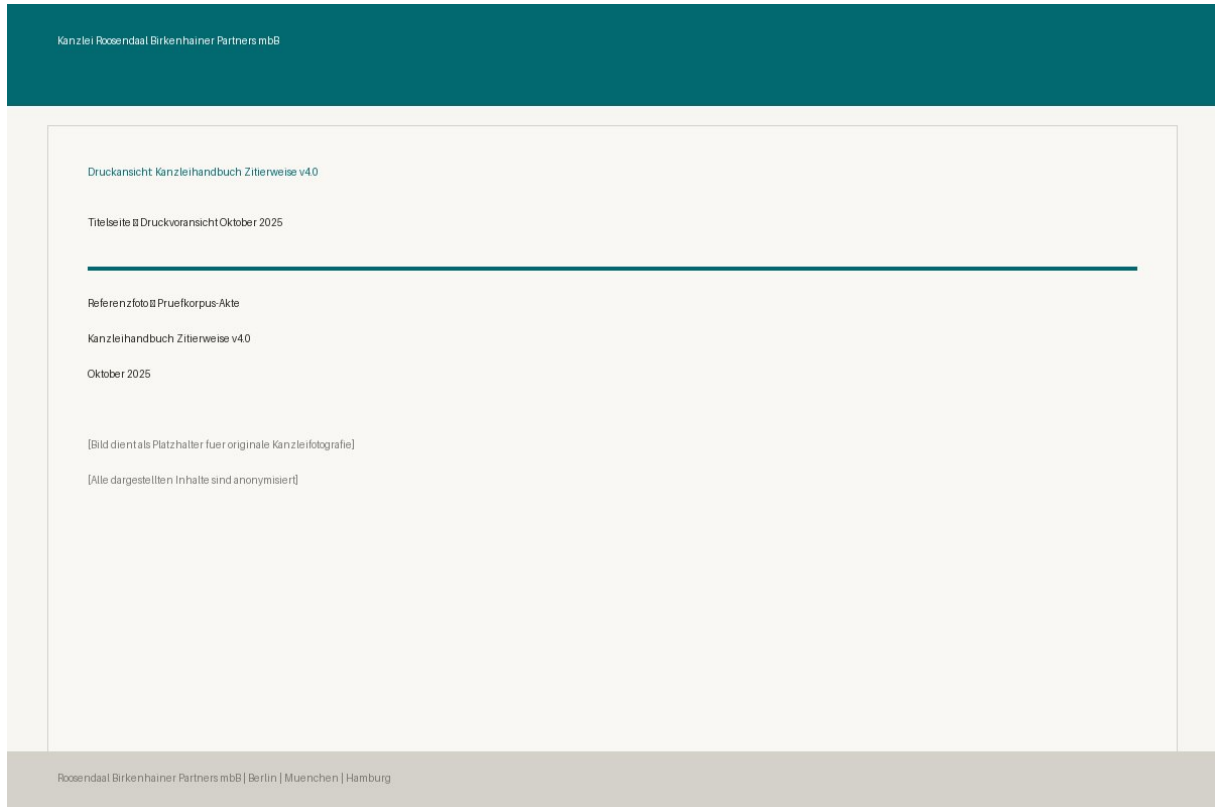 Kanzlei Roosendaal Birkenhainer Partners mbB
Druckansicht: Kanzleihandbuch Zitierweise v4.0
Titelseite ▯ Druckvoransicht Oktober 2025
Referenzfoto ▯ Pruefkorpus-Akte
Kanzleihandbuch Zitierweise v4.0
Oktober 2025
[Bild dient als Platzhalter fuer originale Kanzleifotografie]
[Alle dargestellten Inhalte sind anonymisiert]
Roosendaal Birkenhainer Partners mbB | Berlin | Muenchen | Hamburg